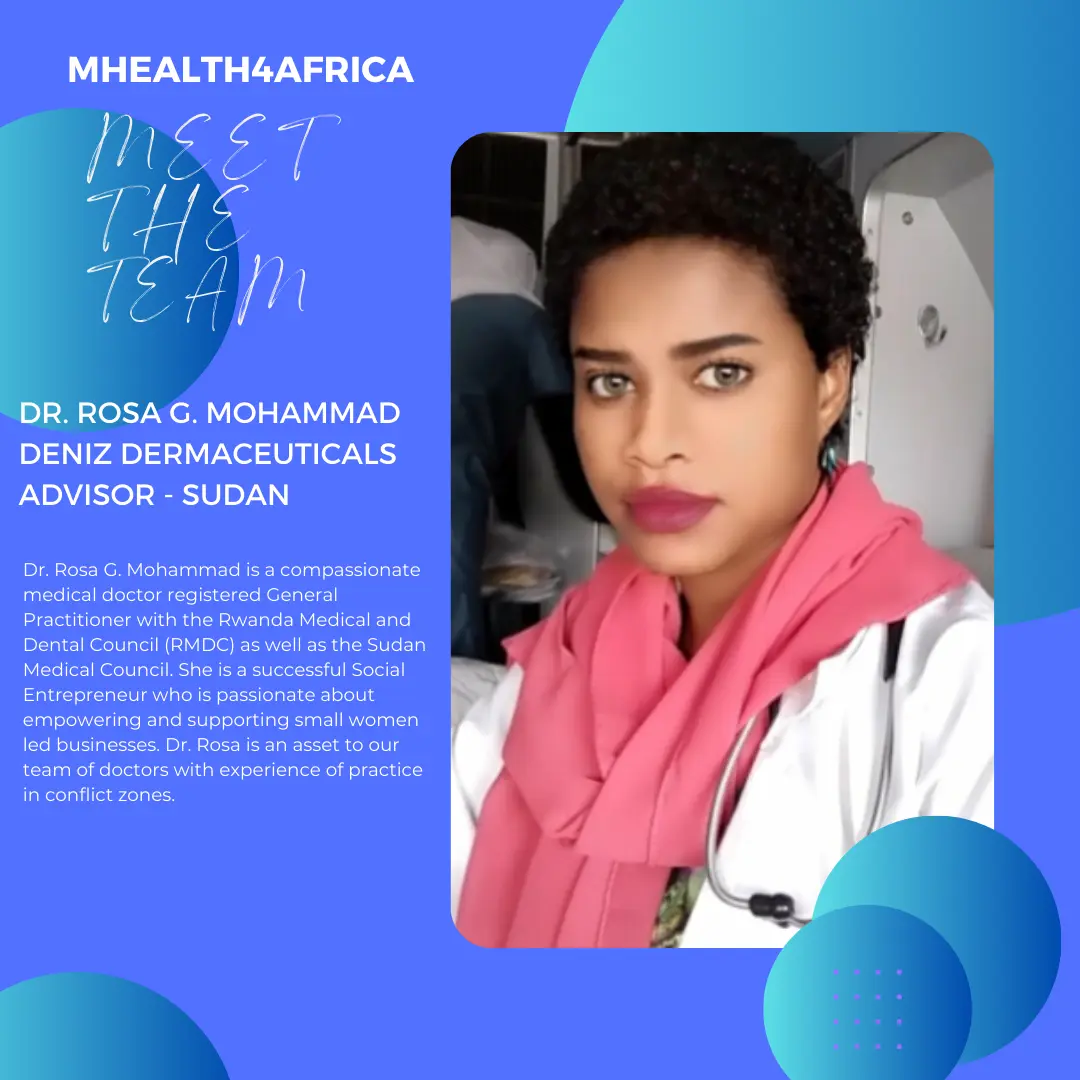 MHEALTH4AFRICA
MEET
THE
TEAM
DR. ROSA G. MOHAMMAD
DENIZ DERMACEUTICALS
ADVISOR - SUDAN
Dr. Rosa G. Mohammad is a compassionate
medical doctor registered General
Practitioner with the Rwanda Medical and
Dental Council (RMDC) as well as the Sudan
Medical Council. She is a successful Social
Entrepreneur who is passionate about
empowering and supporting small women
led businesses. Dr. Rosa is an asset to our
team of doctors with experience of practice
in conflict zones.